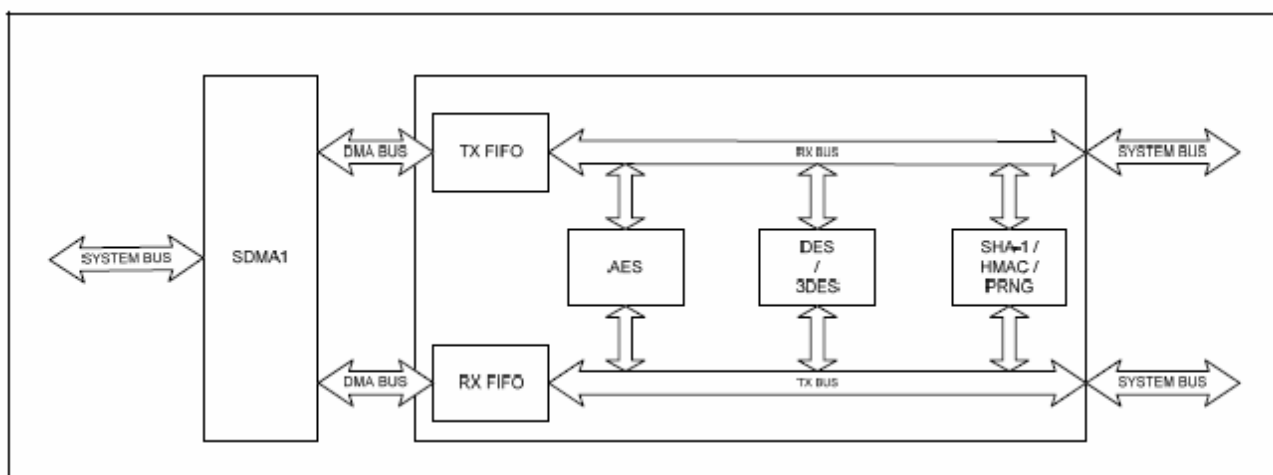 DMA BUS
TX FIFO
RX BUS
SYSTEM BUS
SYSTEM BUS
SDMA1
AES
DES
/
3DES
SHA-1 /
HMAC /
PRNG
DMA BUS
RX FIFO
TX BUS
SYSTEM BUS